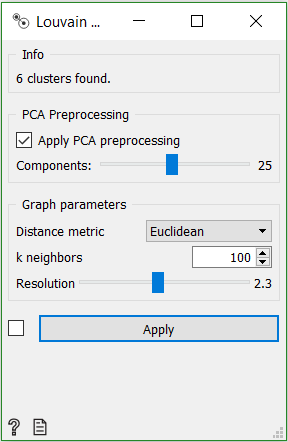 Louvain ...
Info
6 clusters found.
PCA Preprocessing
Apply PCA preprocessing
Components: 25
Graph parameters
Distance metric Euclidean
k neighbors 100
Resolution 2.3
Apply
?